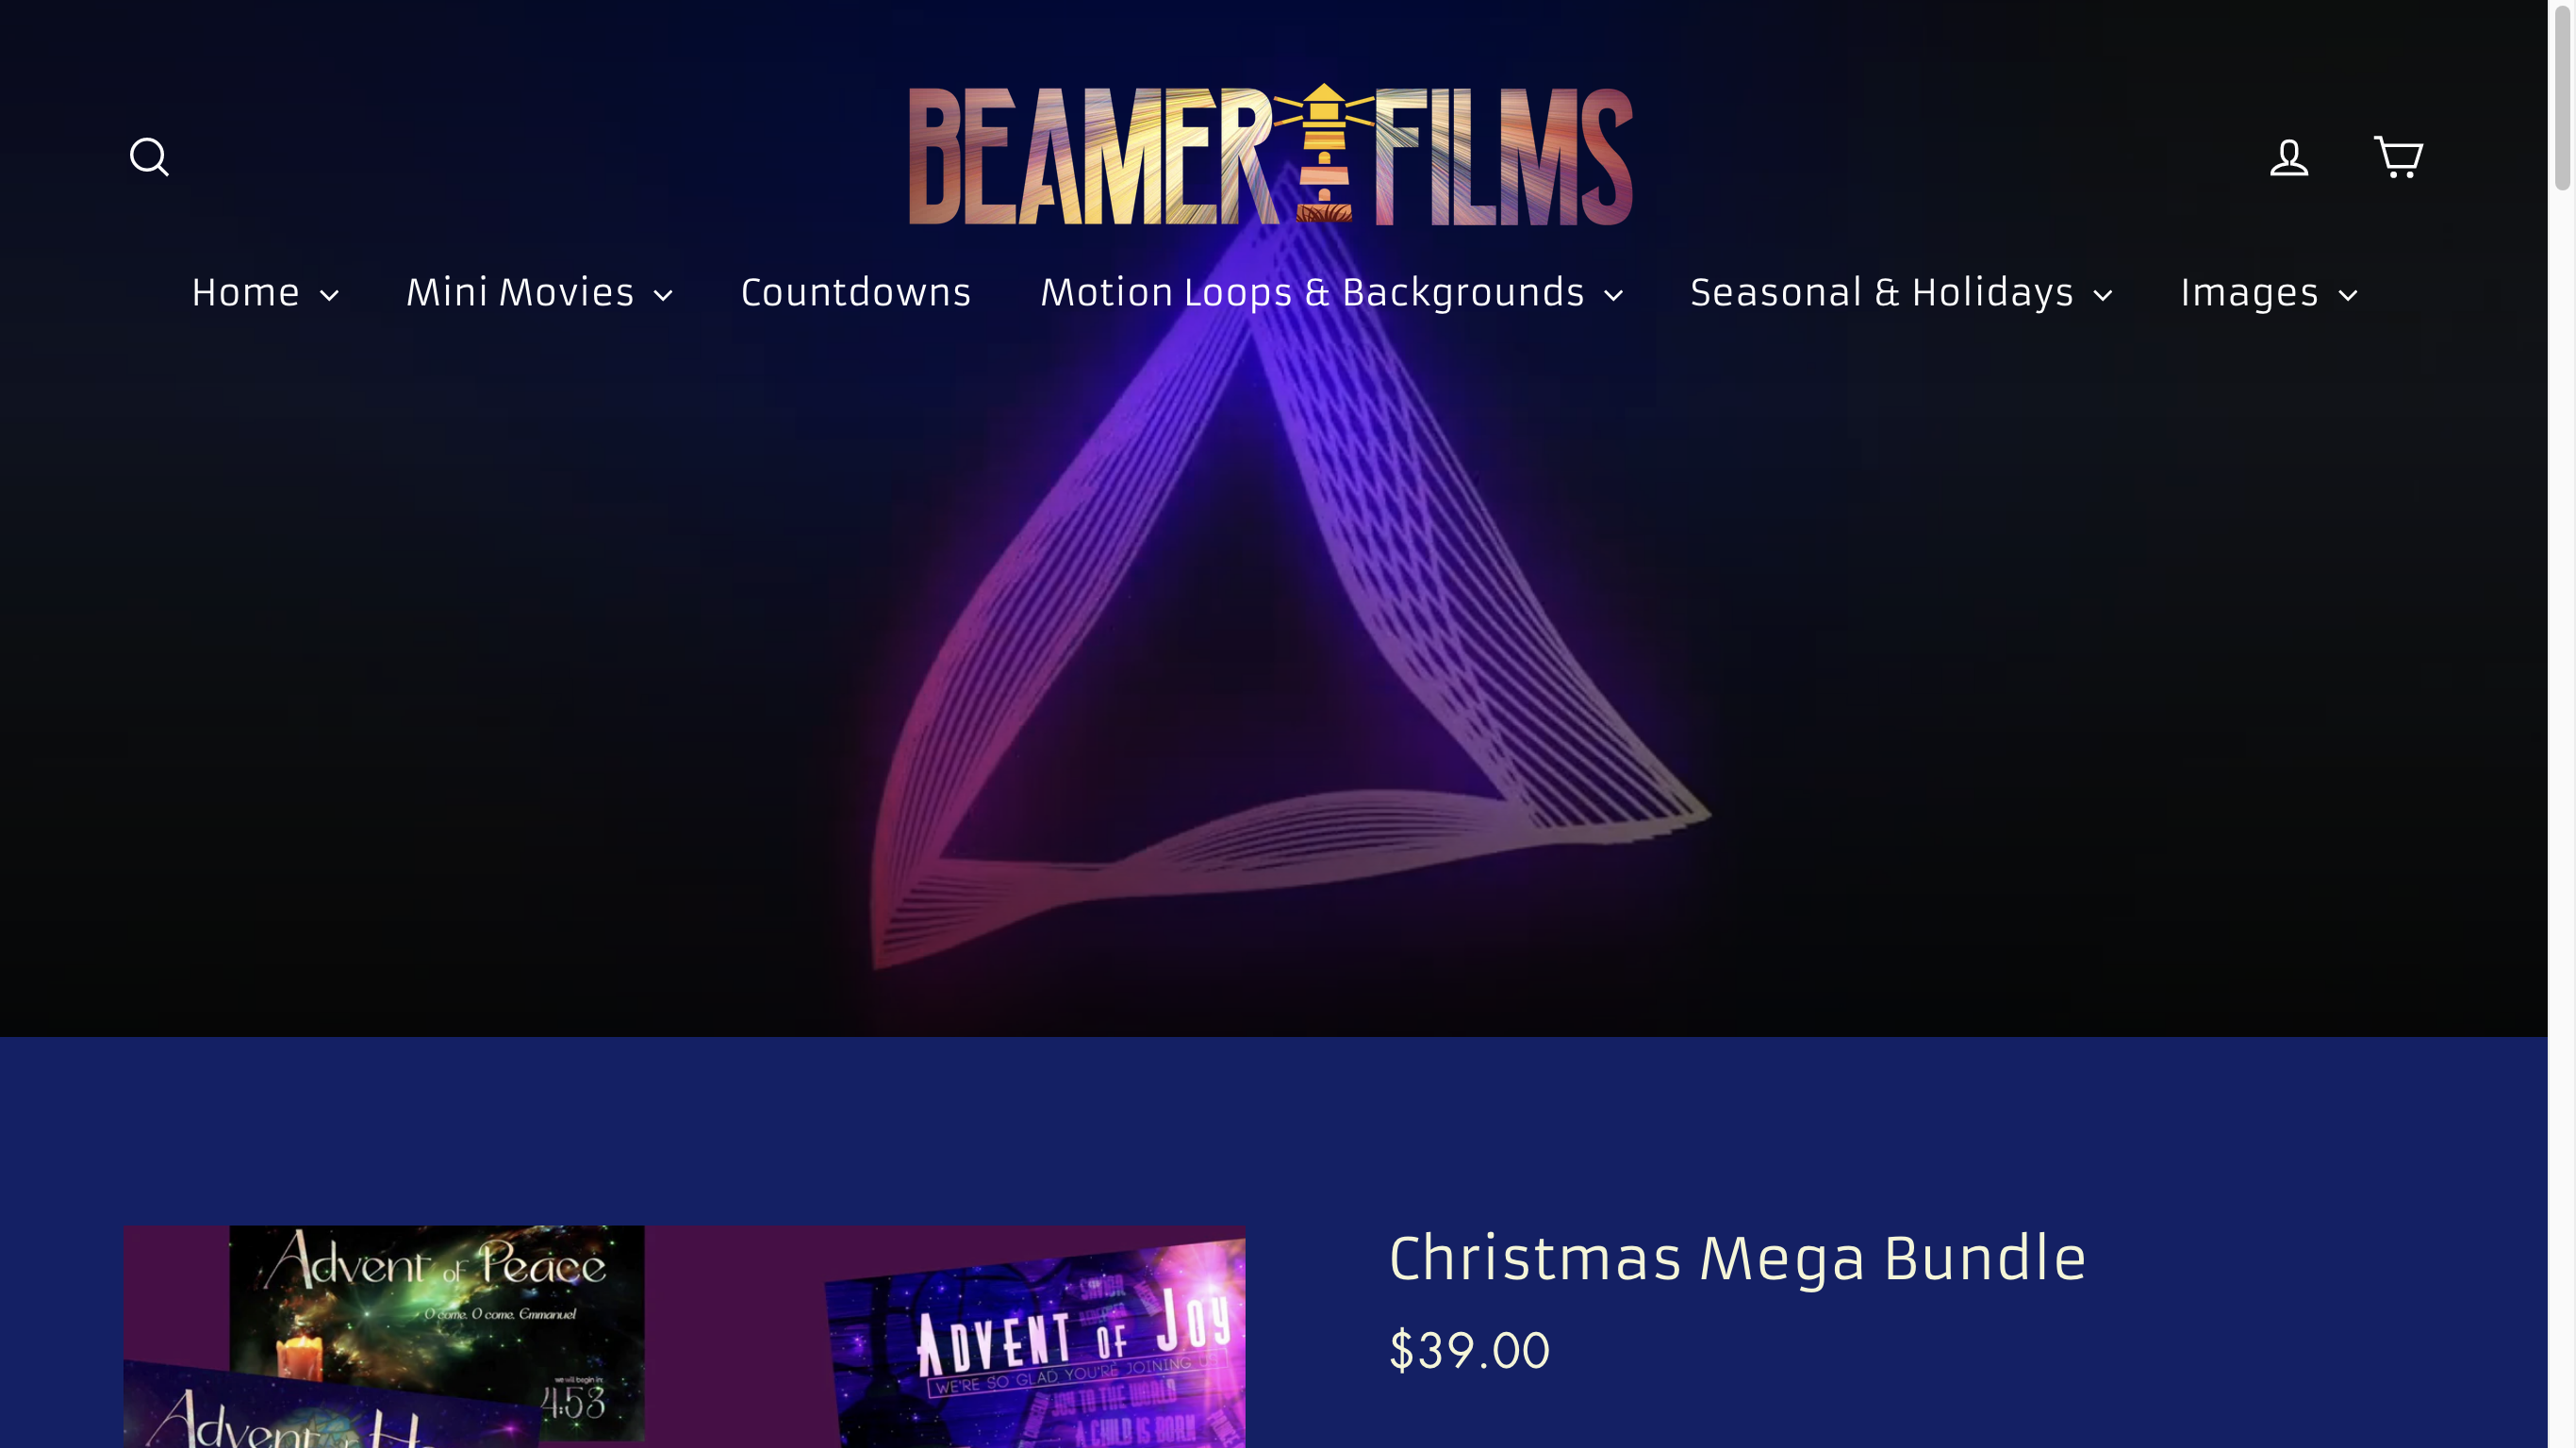 BEAMER FILMS
Home
Mini Movies
Countdowns
Motion Loops & Backgrounds
Seasonal & Holidays
Images
Advent of Peace
O come, O come, Emmanuel
we will begin in:
4:53
Advent of
SAVIOR
REDEEMER
ADVENT OF JOY
WE'RE SO GLAD YOU'RE JOINING US
JOY TO THE WORLD
A CHILD IS BORN
Christmas Mega Bundle
$39.00